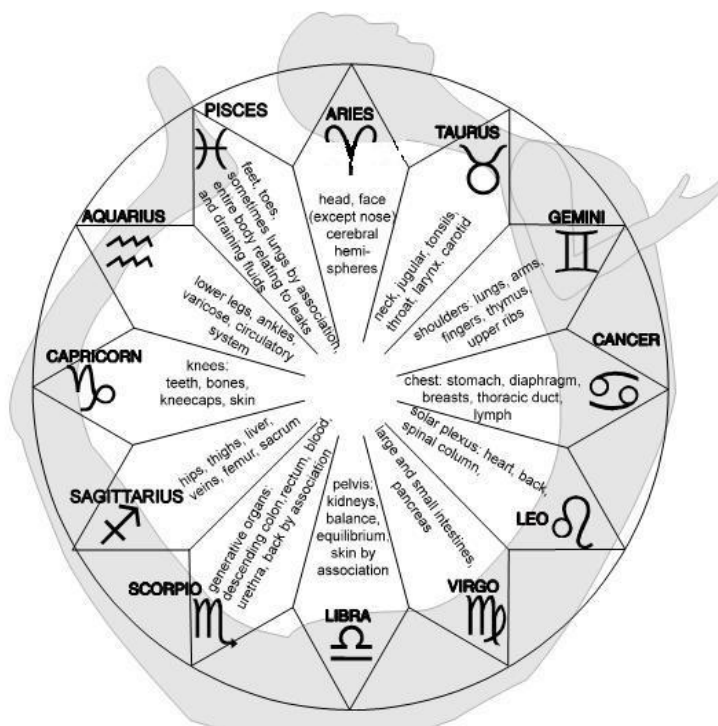 PISCES
feet, toes,
sometimes lungs by association,
entire body relating to leaks
and draining fluids
ARIES
head, face
(except nose)
cerebral
hemi-
spheres
TAURUS
neck, jugular, tonsils,
throat, larynx, carotid
GEMINI
shoulders: lungs, arms,
fingers, thymus,
upper ribs
CANCER
chest: stomach, diaphragm,
breasts, thoracic duct,
lymph
LEO
solar plexus: heart, back,
spinal column,
VIRGO
large and small intestines,
pancreas
LIBRA
pelvis:
kidneys,
balance,
equilibrium,
skin by
association
SCORPIO
generative organs:
descending colon, rectum, blood,
urethra, back by association
SAGITTARIUS
hips, thighs, liver,
veins, femur, sacrum
CAPRICORN
knees:
teeth, bones,
kneecaps, skin
AQUARIUS
lower legs, ankles,
varicose, circulatory
system